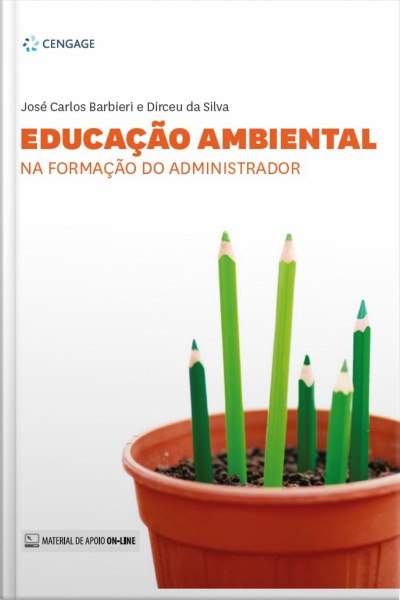 CENGAGE
José Carlos Barbieri e Dirceu da Silva
EDUCAÇÃO AMBIENTAL
NA FORMAÇÃO DO ADMINISTRADOR
MATERIAL DE APOIO ON-LINE